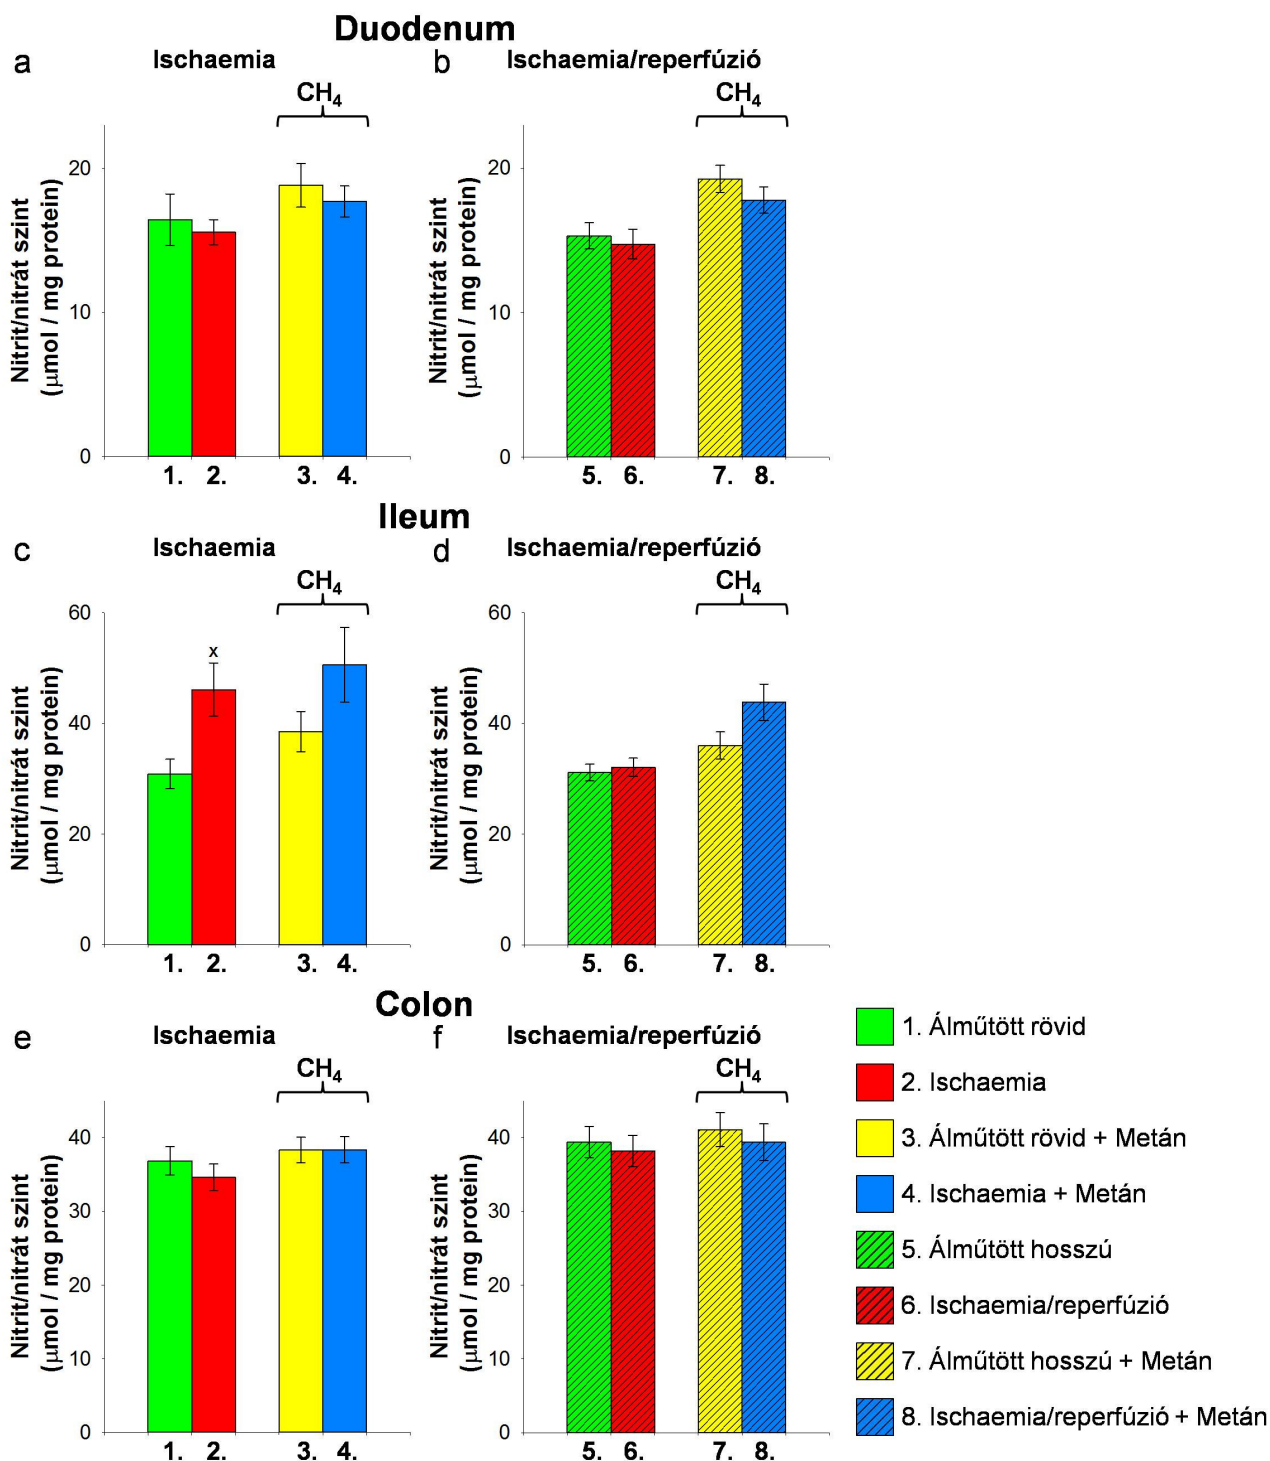 Duodenum
a Ischaemia b Ischaemia/reperfúzió
CH4 CH4
Nitrit/nitrát szint
(μmol / mg protein)
20
10
0
1. 2. 3. 4.
Nitrit/nitrát szint
(μmol / mg protein)
20
10
0
5. 6. 7. 8.
Ileum
c Ischaemia d Ischaemia/reperfúzió
CH4 CH4
Nitrit/nitrát szint
(μmol / mg protein)
60
40
20
0
x
1. 2. 3. 4.
Nitrit/nitrát szint
(μmol / mg protein)
60
40
20
0
5. 6. 7. 8.
Colon
e Ischaemia f Ischaemia/reperfúzió
CH4 CH4
Nitrit/nitrát szint
(μmol / mg protein)
40
30
20
10
0
1. 2. 3. 4.
Nitrit/nitrát szint
(μmol / mg protein)
40
30
20
10
0
5. 6. 7. 8.
1. Álműtött rövid
2. Ischaemia
3. Álműtött rövid + Metán
4. Ischaemia + Metán
5. Álműtött hosszú
6. Ischaemia/reperfúzió
7. Álműtött hosszú + Metán
8. Ischaemia/reperfúzió + Metán